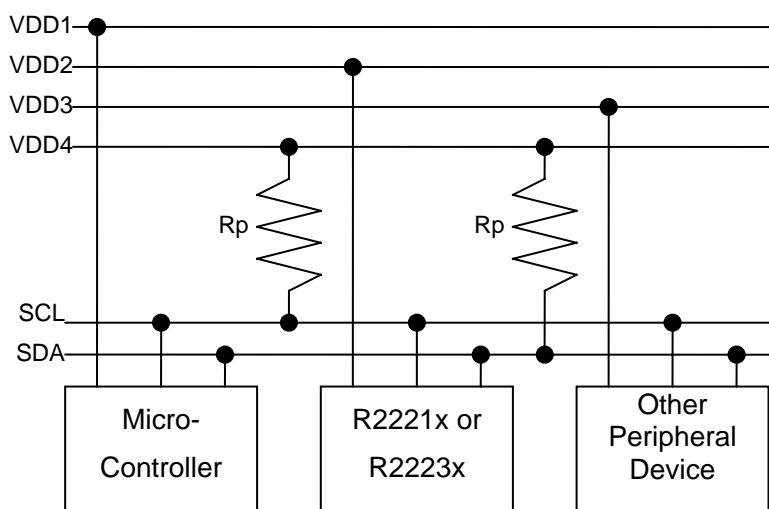 VDD1
VDD2
VDD3
VDD4
Rp
Rp
SCL
SDA
Micro-
Controller
R2221x or
R2223x
Other
Peripheral
Device